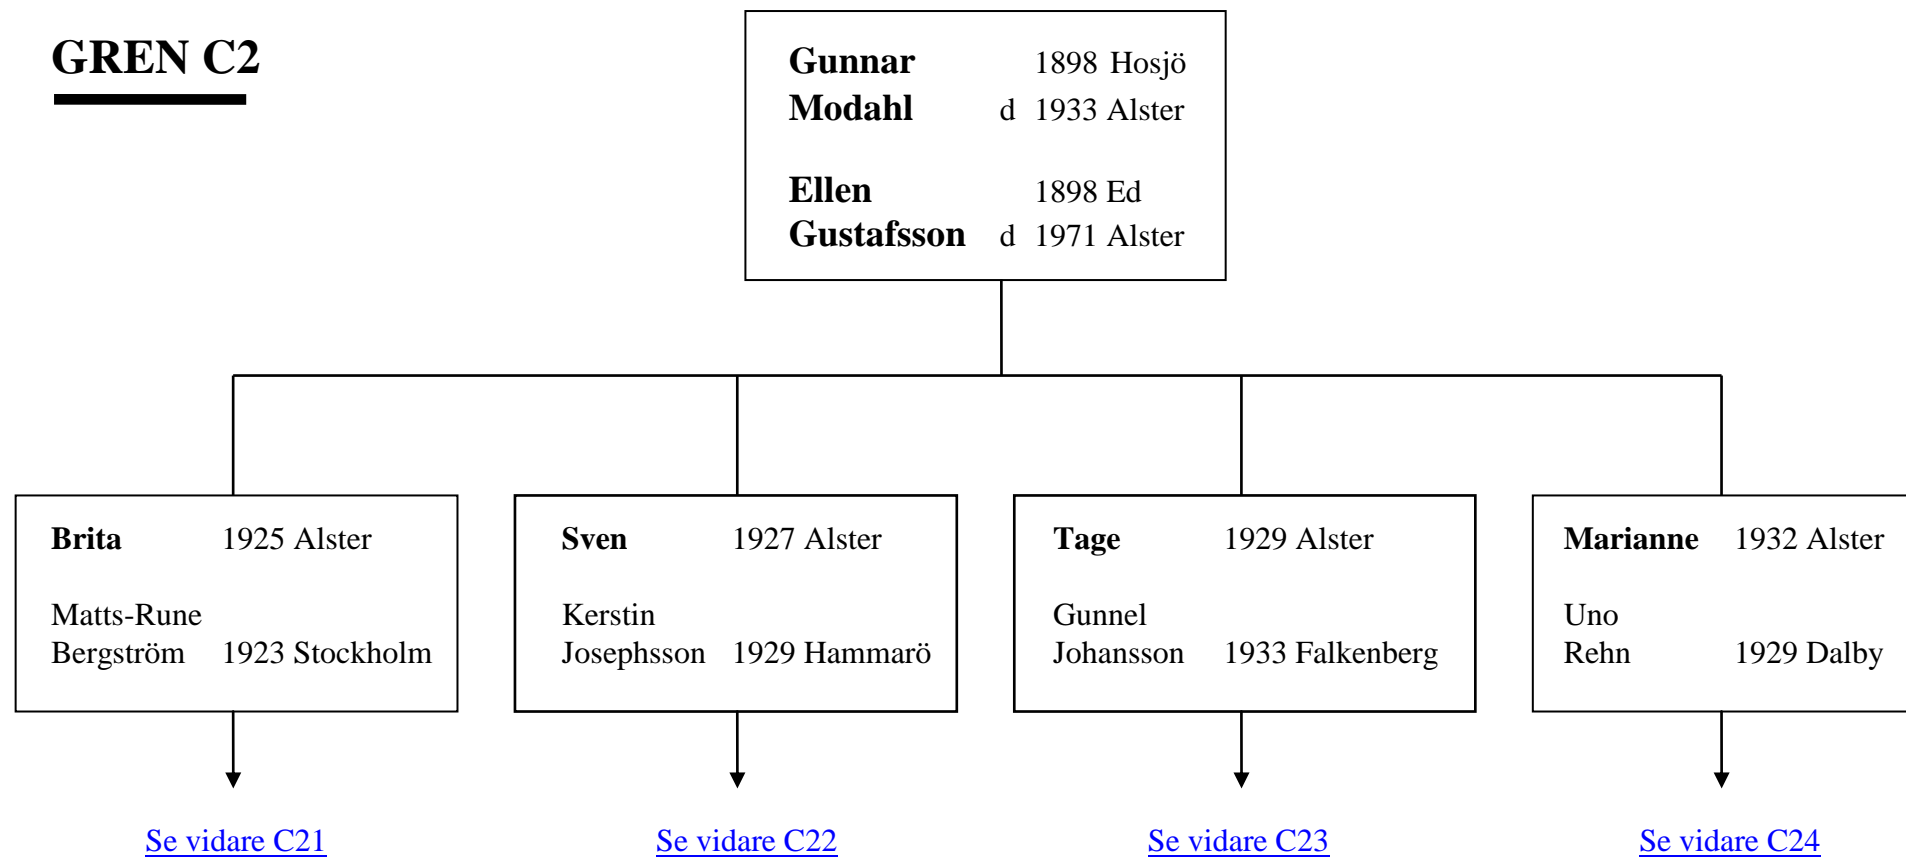 GREN C2
Gunnar 1898 Hosjö
Modahl d 1933 Alster
Ellen 1898 Ed
Gustafsson d 1971 Alster
Brita 1925 Alster
Matts-Rune
Bergström 1923 Stockholm
Sven 1927 Alster
Kerstin
Josephsson 1929 Hammarö
Tage 1929 Alster
Gunnel
Johansson 1933 Falkenberg
Marianne 1932 Alster
Uno
Rehn 1929 Dalby
Se vidare C21
Se vidare C22
Se vidare C23
Se vidare C24